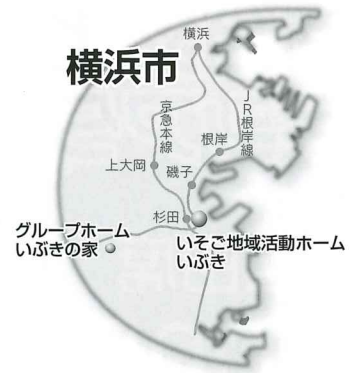 横浜
横浜市
京急本線
JR根岸線
根岸
上大岡
磯子
杉田
グループホーム
いぶきの家
いそご地域活動ホーム
いぶき